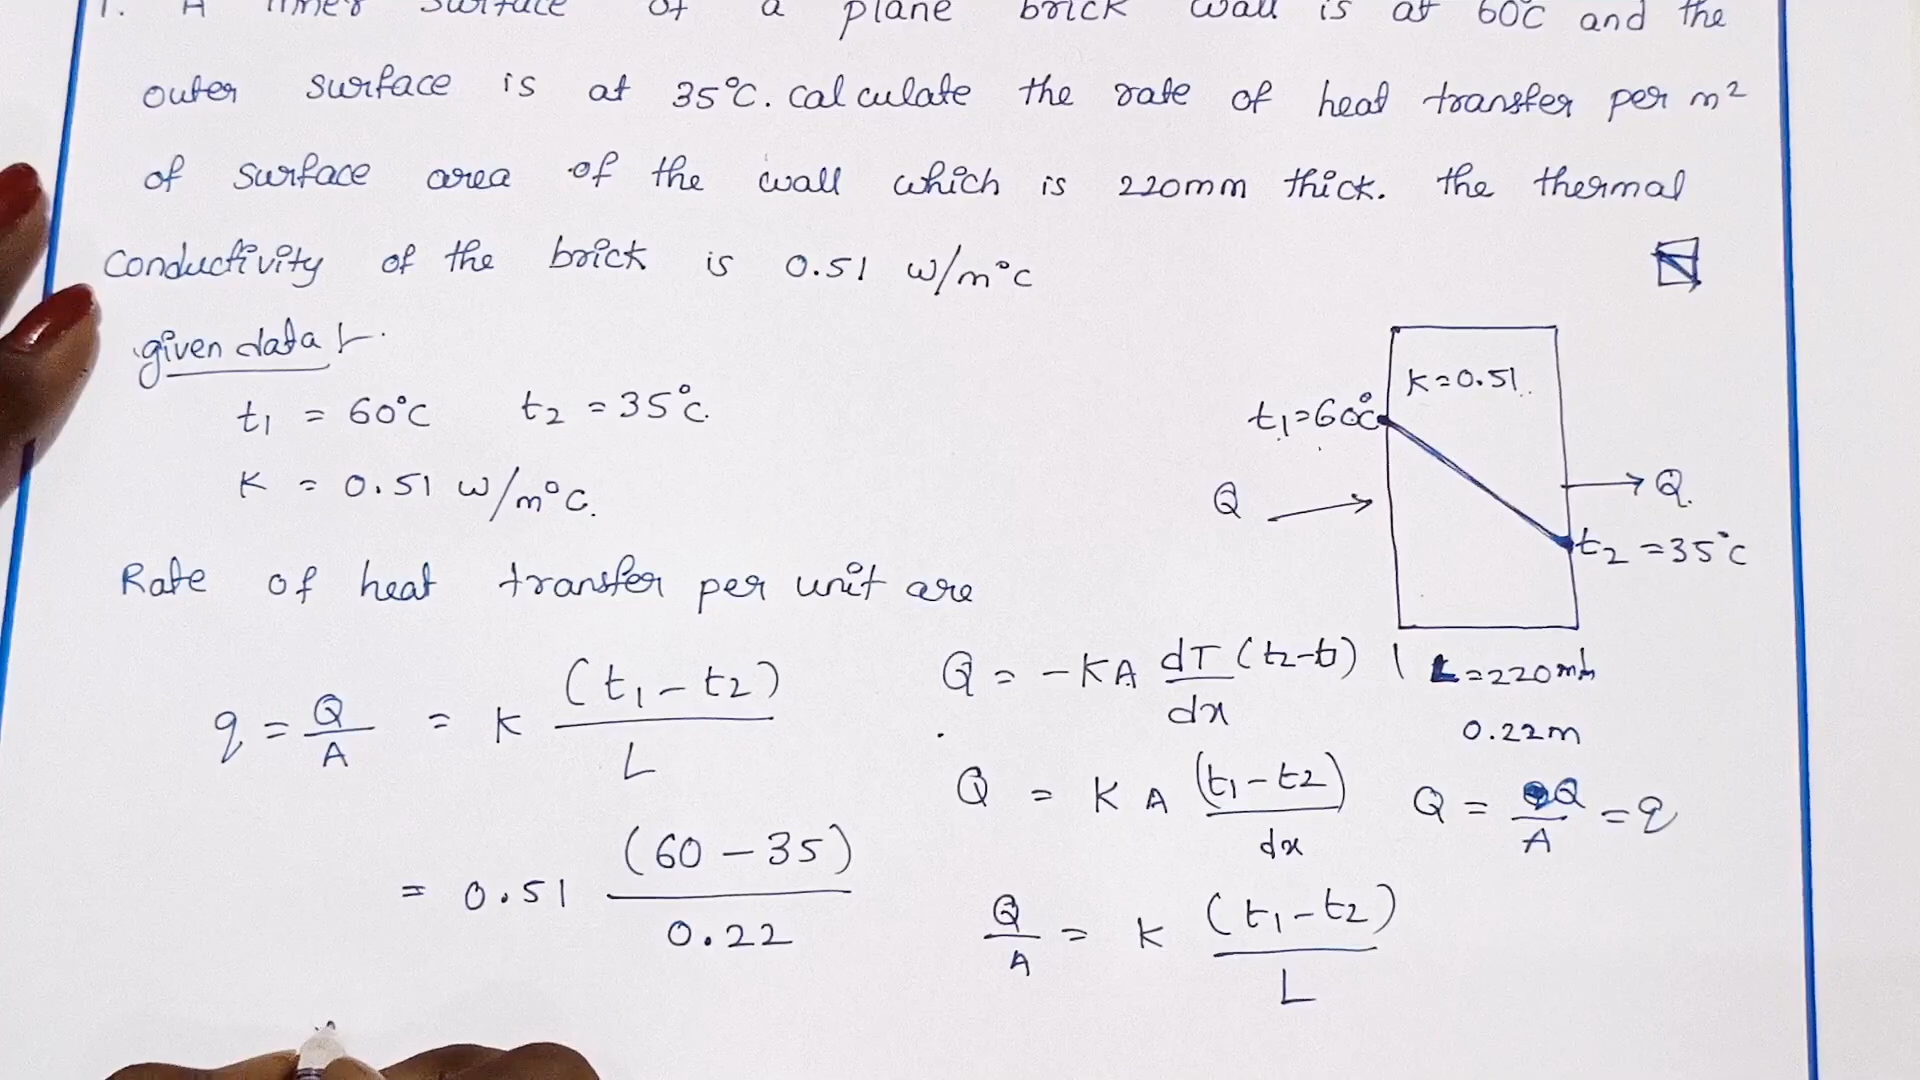 1. A inner surface of a plane brick wall is at 60°C and the
outer surface is at 35°C. calculate the rate of heat transfer per m²
of surface area of the wall which is 220mm thick. the thermal
conductivity of the brick is 0.51 w/m°c
given data :-
t₁ = 60°C t₂ = 35°C.
K = 0.51 w/m°C.
Rate of heat transfer per unit are
q = Q/A = K (t₁ - t₂)/L
= 0.51 (60 - 35)/0.22
K=0.51
t₁=60°C
Q → → Q.
t₂ = 35°C
L=220mm
0.22m
Q = -KA dT/dx (t₂-t₁)
Q = KA (t₁-t₂)/dx
Q = Q/A = q
Q/A = K (t₁-t₂)/L